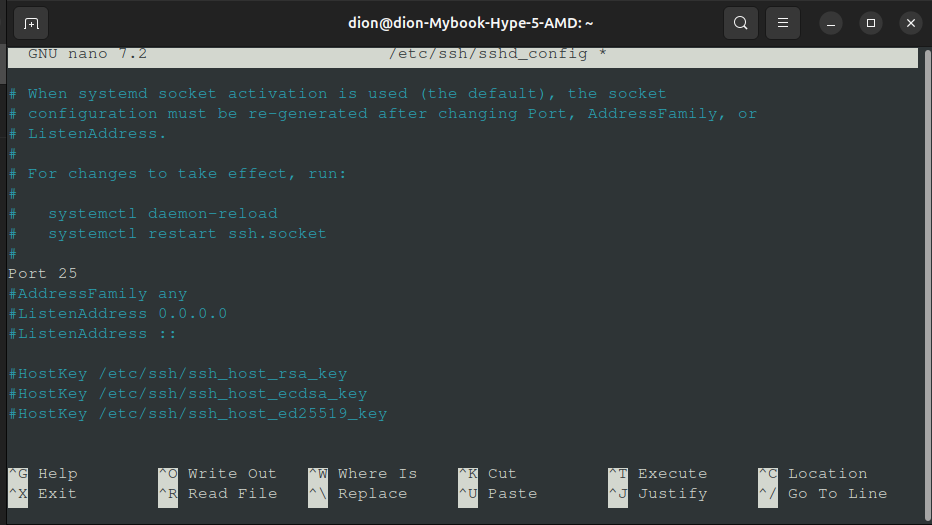 dion@dion-Mybook-Hype-5-AMD: ~
GNU nano 7.2 /etc/ssh/sshd_config *
# When systemd socket activation is used (the default), the socket
# configuration must be re-generated after changing Port, AddressFamily, or
# ListenAddress.
#
# For changes to take effect, run:
#
#   systemctl daemon-reload
#   systemctl restart ssh.socket
#
Port 25
#AddressFamily any
#ListenAddress 0.0.0.0
#ListenAddress ::
#HostKey /etc/ssh/ssh_host_rsa_key
#HostKey /etc/ssh/ssh_host_ecdsa_key
#HostKey /etc/ssh/ssh_host_ed25519_key
^G Help ^O Write Out ^W Where Is ^K Cut ^T Execute ^C Location
^X Exit ^R Read File ^\ Replace ^U Paste ^J Justify ^/ Go To Line